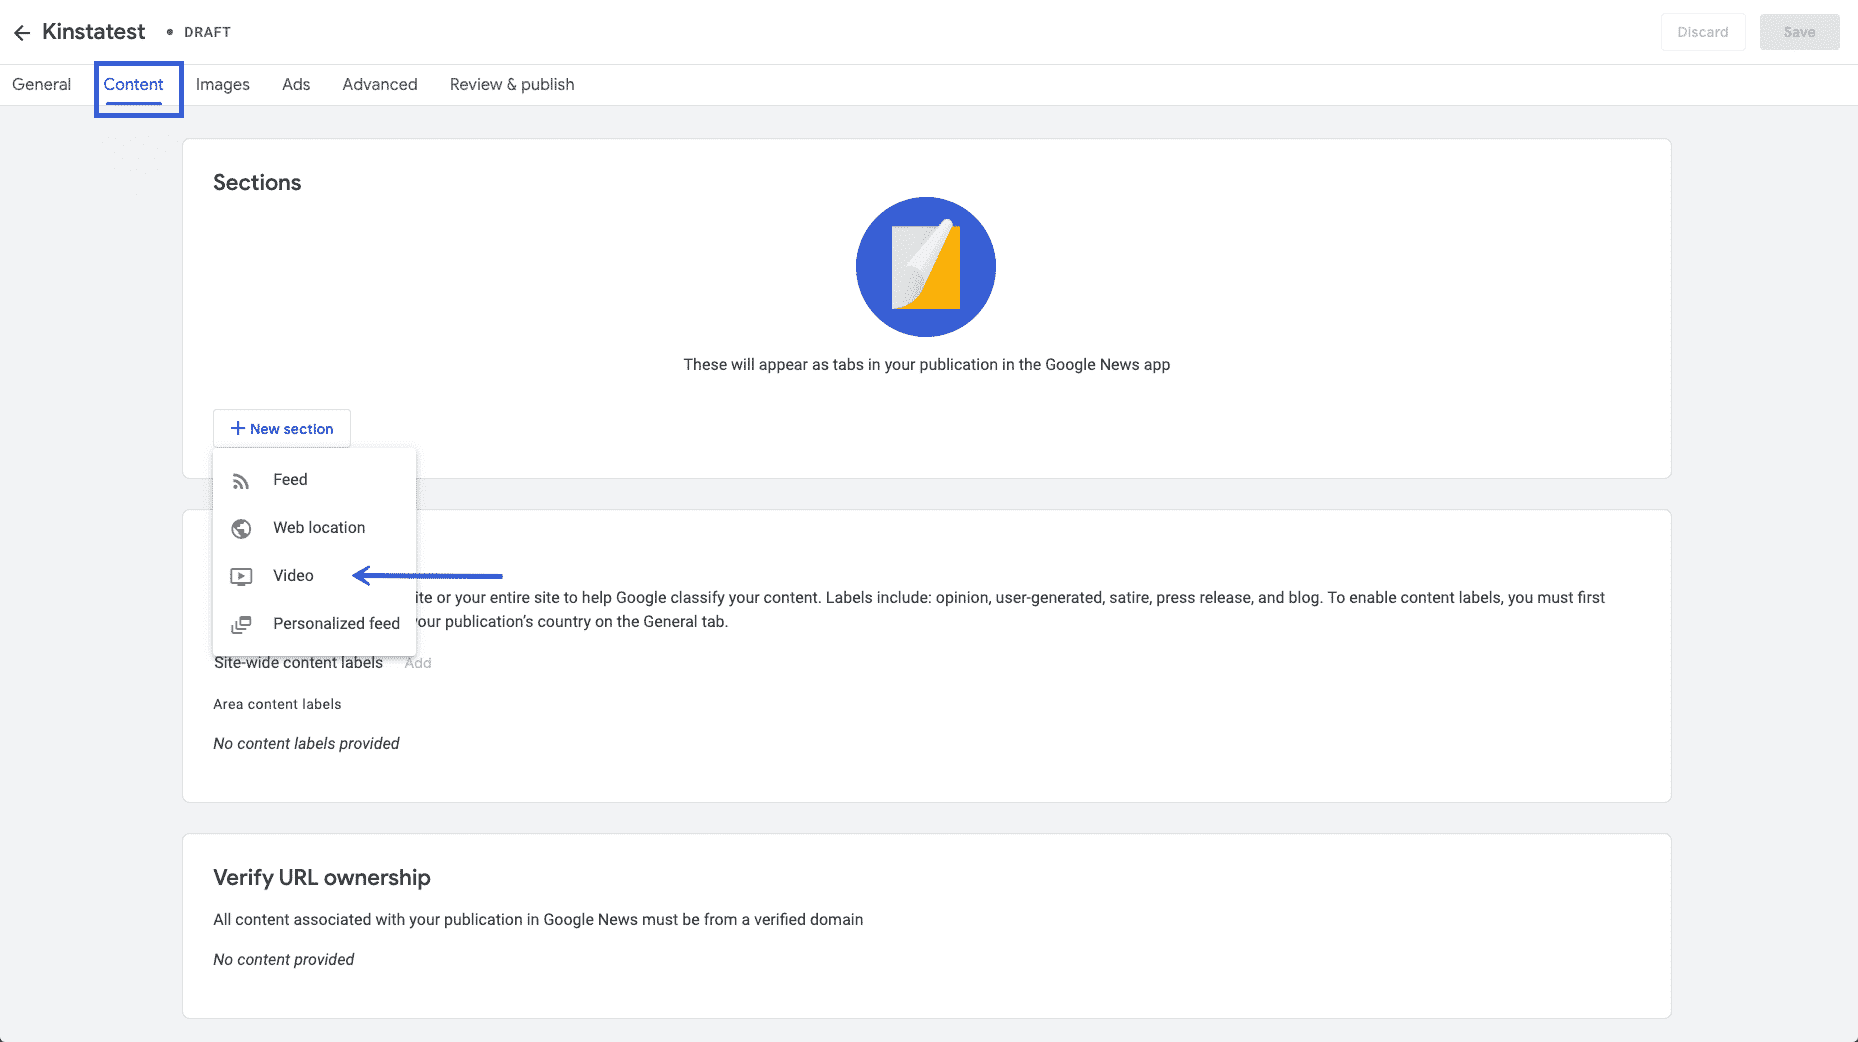 Kinstatest • DRAFT
Discard Save
General Content Images Ads Advanced Review & publish
Sections
These will appear as tabs in your publication in the Google News app
New section
Feed
Web location
Video
ite or your entire site to help Google classify your content. Labels include: opinion, user-generated, satire, press release, and blog. To enable content labels, you must first
Personalized feed our publication’s country on the General tab.
Site-wide content labels Add
Area content labels
No content labels provided
Verify URL ownership
All content associated with your publication in Google News must be from a verified domain
No content provided